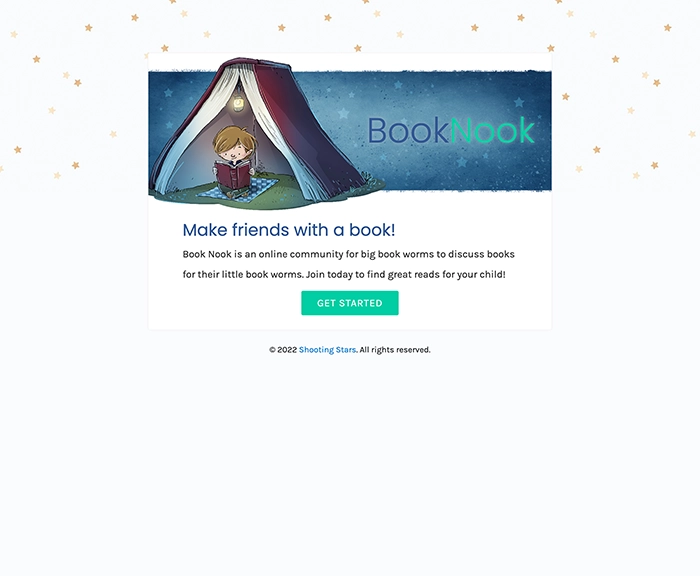 BookNook
Make friends with a book!
Book Nook is an online community for big book worms to discuss books
for their little book worms. Join today to find great reads for your child!
GET STARTED
© 2022 Shooting Stars. All rights reserved.